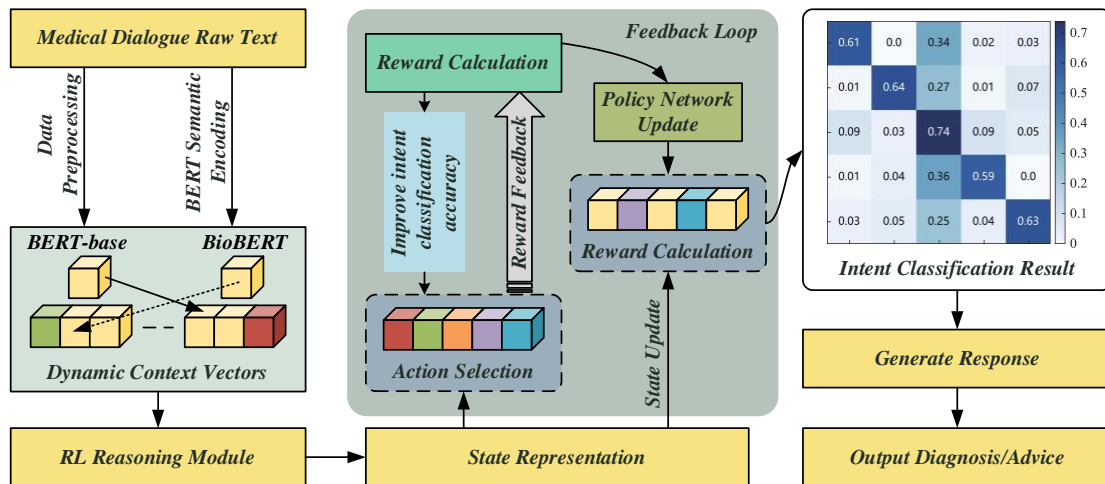 Medical Dialogue Raw Text
Data
Preprocessing
BERT Semantic
Encoding
BERT-base
BioBERT
Dynamic Context Vectors
RL Reasoning Module
Feedback Loop
Reward Calculation
Improve intent
classification
accuracy
Reward Feedback
Policy Network
Update
Reward Calculation
Action Selection
State Update
State Representation
0.61 0.0 0.34 0.02 0.03
0.01 0.64 0.27 0.01 0.07
0.09 0.03 0.74 0.09 0.05
0.01 0.04 0.36 0.59 0.0
0.03 0.05 0.25 0.04 0.63
0.7
0.6
0.5
0.4
0.3
0.2
0.1
0
Intent Classification Result
Generate Response
Output Diagnosis/Advice